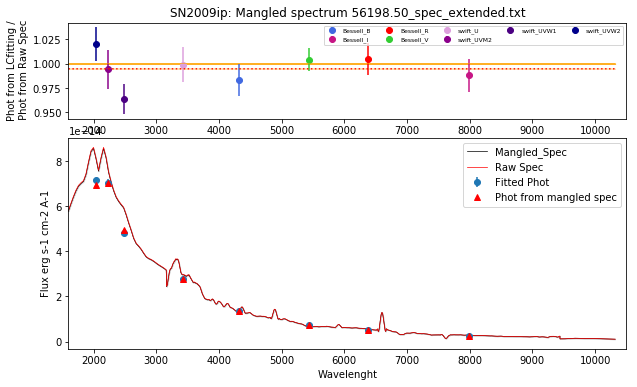 SN2009ip: Mangled spectrum 56198.50_spec_extended.txt
Phot from LCfitting /
Phot from Raw Spec
1.025
1.000
0.975
0.950
Bessell_B
Bessell_I
Bessell_R
Bessell_V
swift_U
swift_UVM2
swift_UVW1
swift_UVW2
2000 3000 4000 5000 6000 7000 8000 9000 10000
1e−14
Flux erg s-1 cm-2 A-1
8
6
4
2
0
Mangled_Spec
Raw Spec
Fitted Phot
Phot from mangled spec
2000 3000 4000 5000 6000 7000 8000 9000 10000
Wavelenght